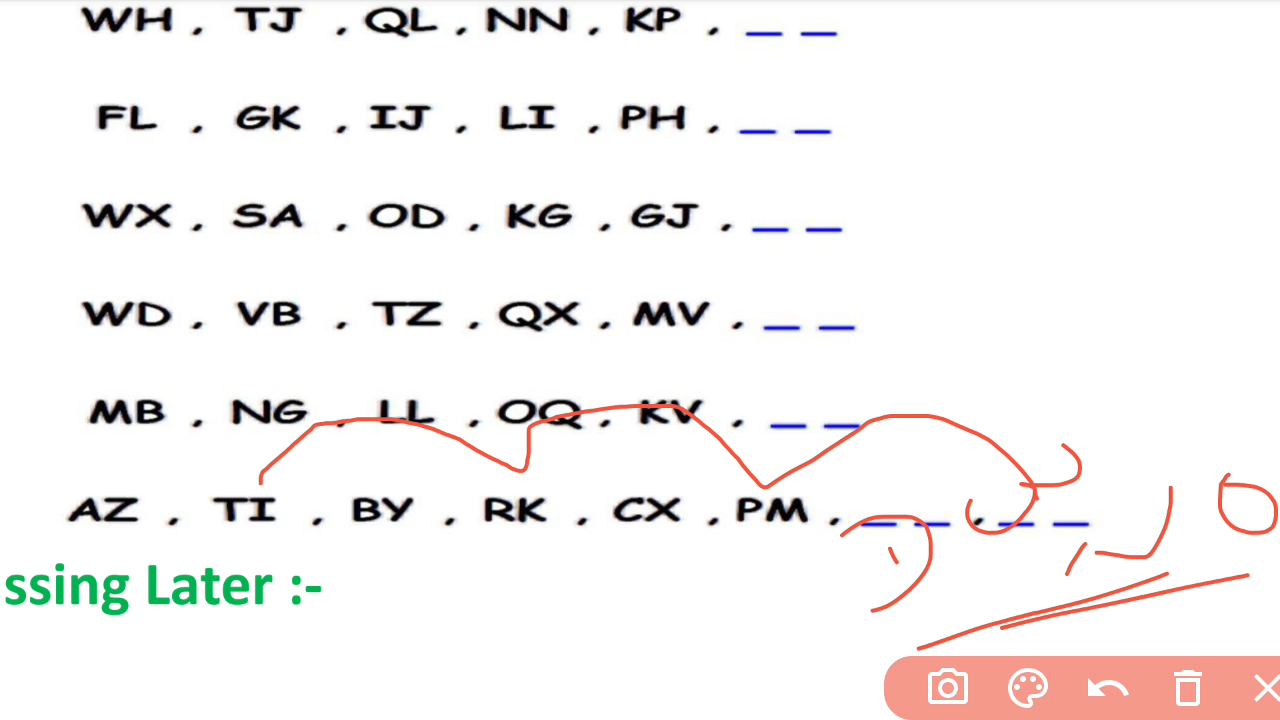 WH , TJ , QL , NN , KP , _ _
FL , GK , IJ , LI , PH , _ _
WX , SA , OD , KG , GJ , _ _
WD , VB , TZ , QX , MV , _ _
MB , NG , LL , OQ , KV , _ _
AZ , TI , BY , RK , CX , PM , _ _ , _ _
ssing Later :-